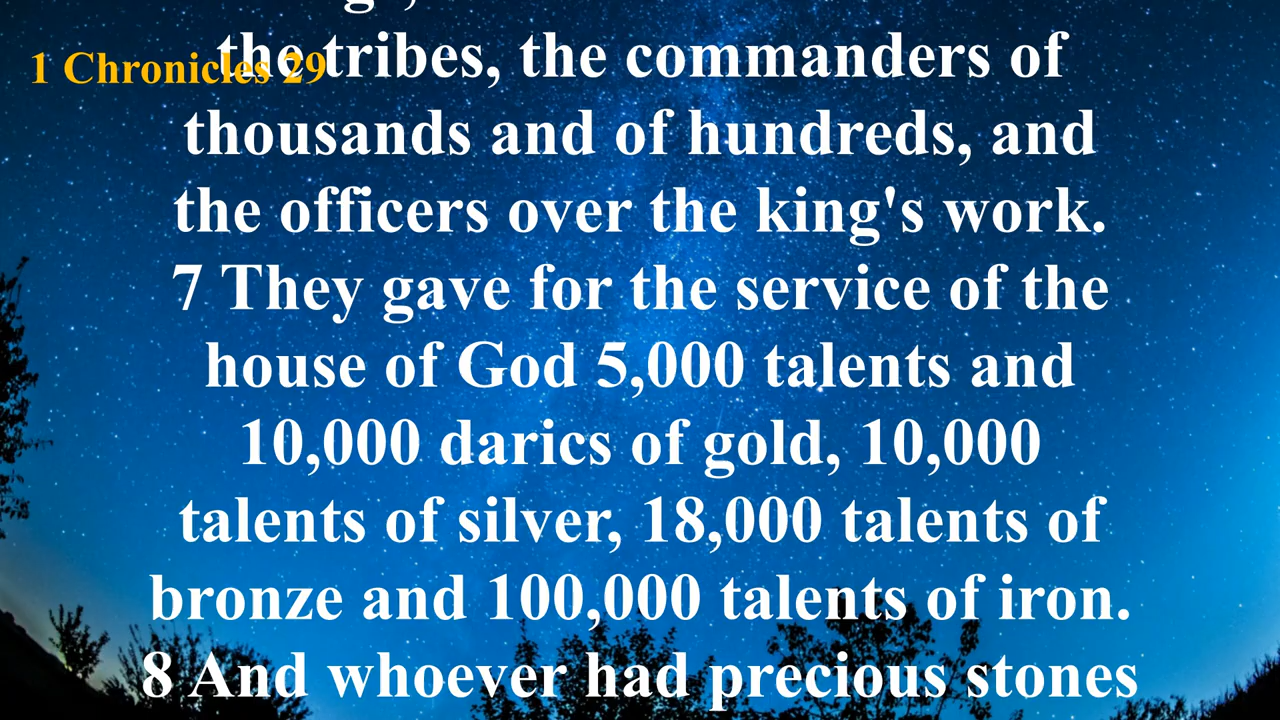 1 Chronicles 29
the tribes, the commanders of
thousands and of hundreds, and
the officers over the king's work.
7 They gave for the service of the
house of God 5,000 talents and
10,000 darics of gold, 10,000
talents of silver, 18,000 talents of
bronze and 100,000 talents of iron.
8 And whoever had precious stones